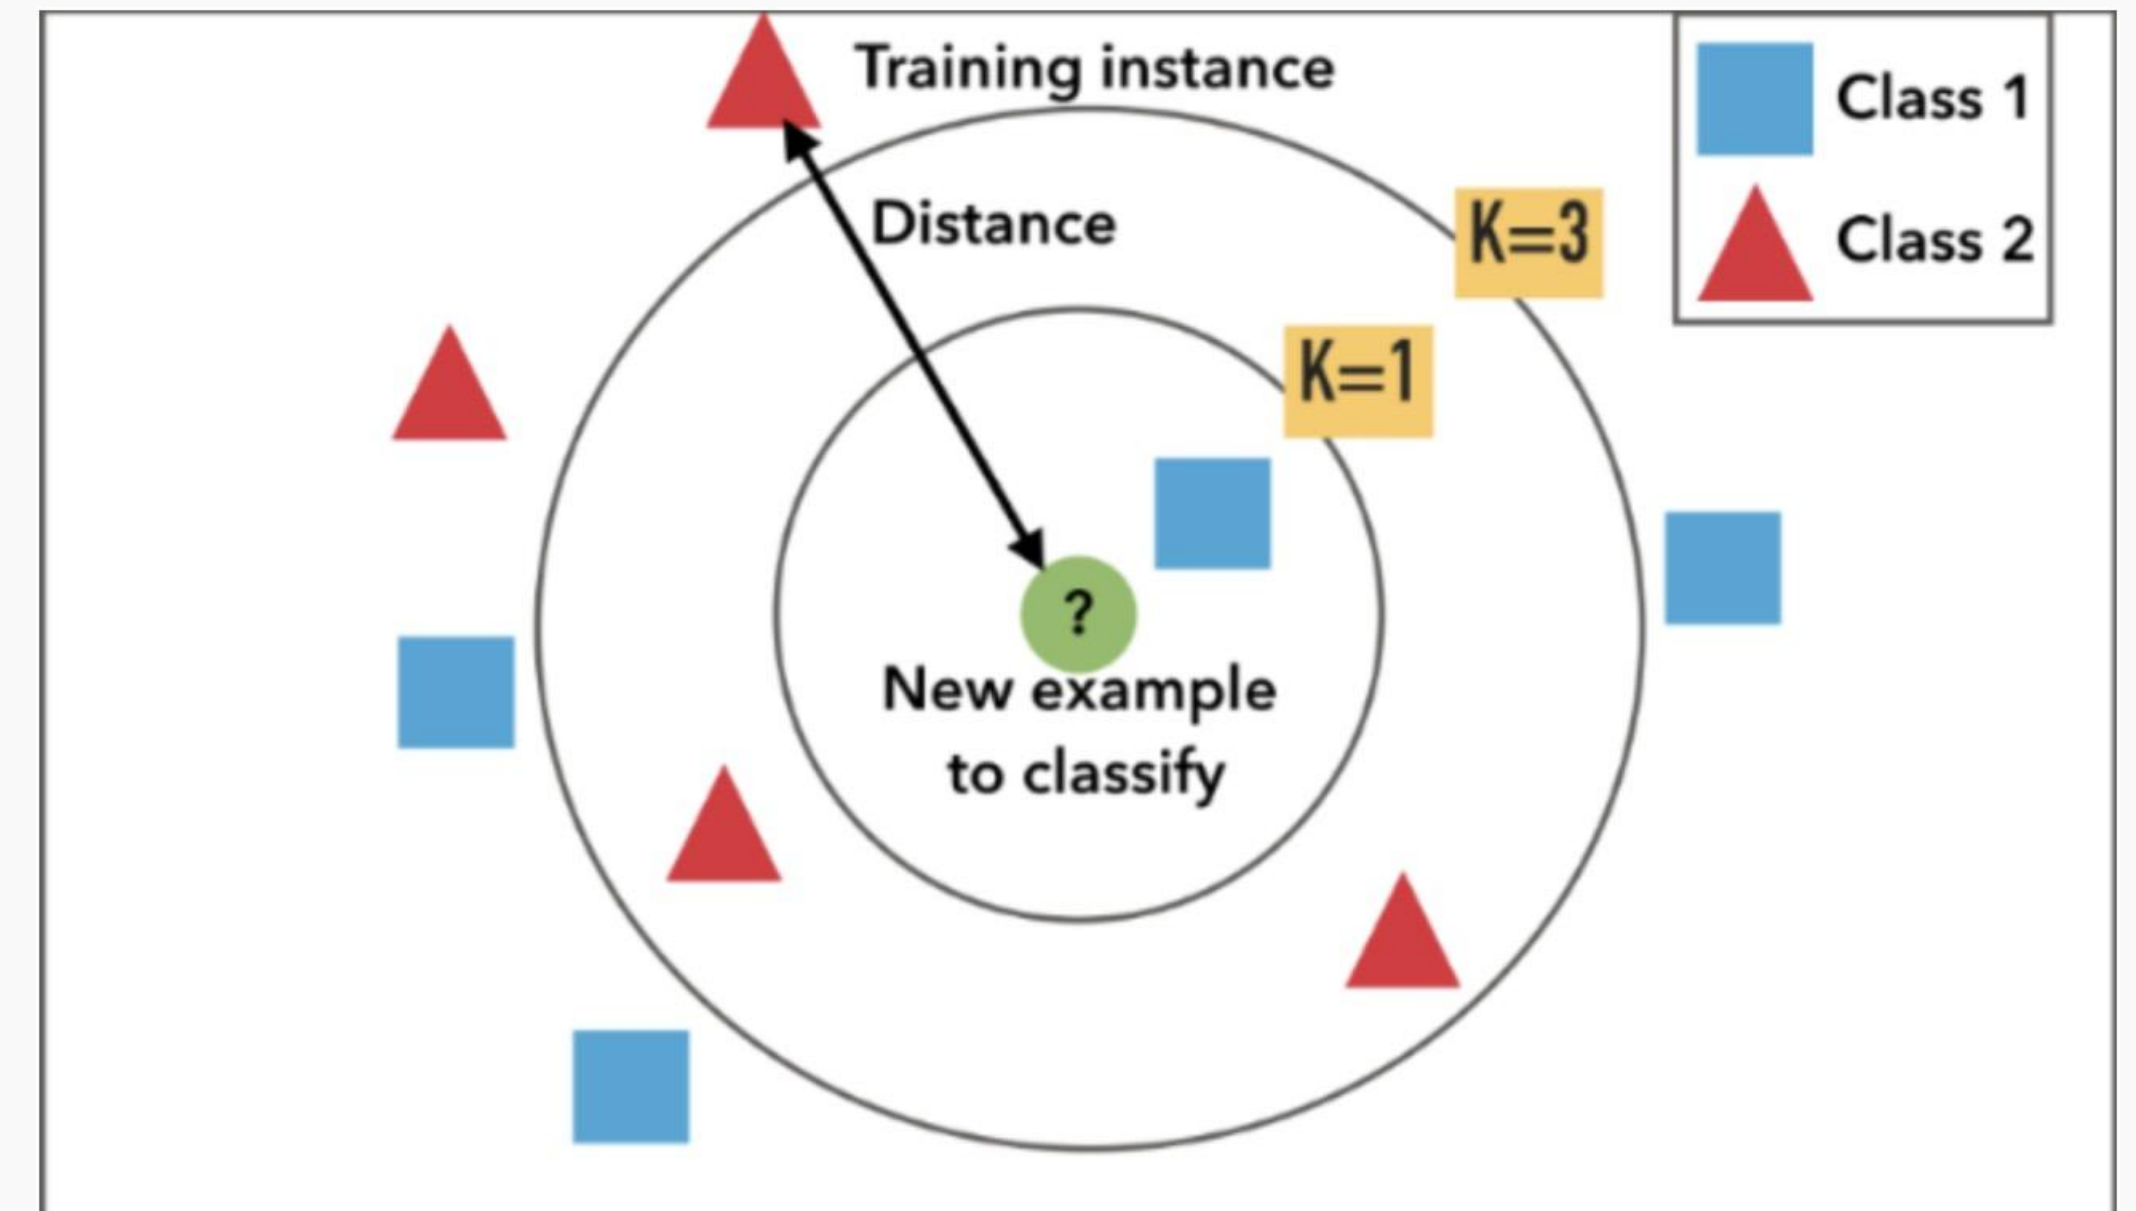 Training instance
Class 1
Distance
K=3
Class 2
K=1
?
New example
to classify